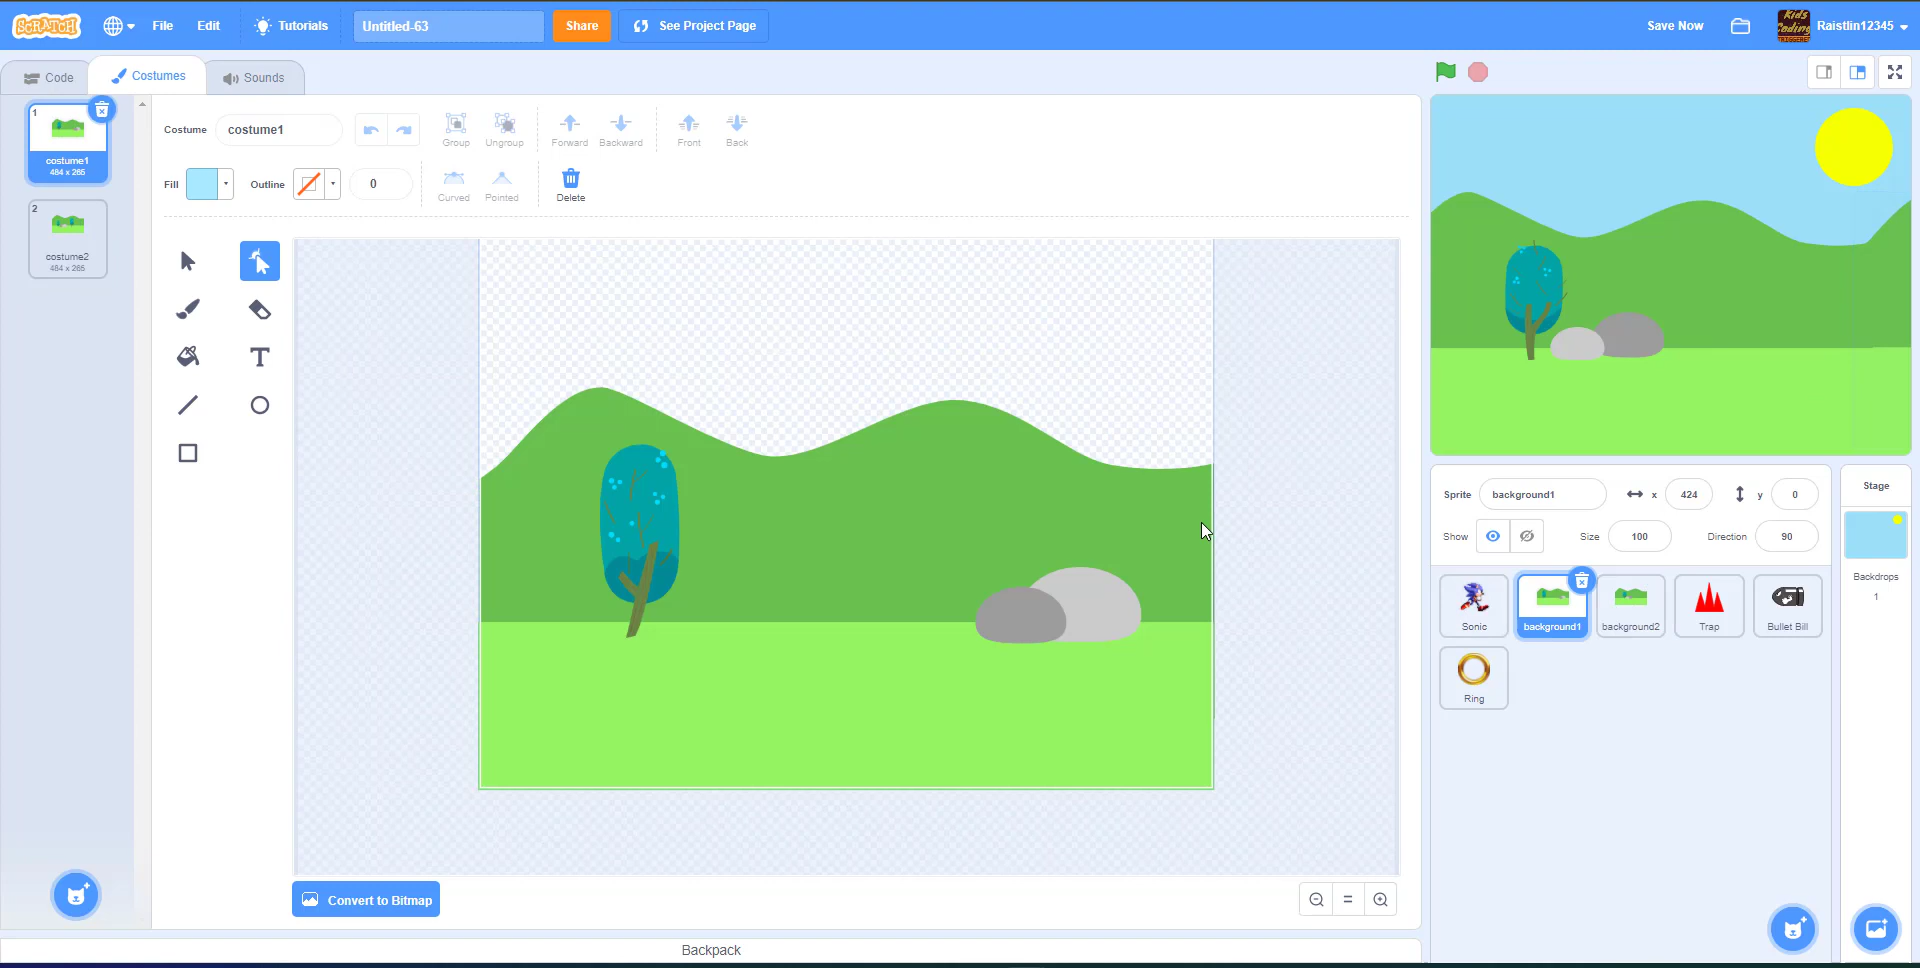 SCRATCH File Edit Tutorials Untitled-63 Share See Project Page Save Now Raistlin12345
Code Costumes Sounds
1
costume1
484 x 265
2
costume2
484 x 265
Costume costume1 Group Ungroup Forward Backward Front Back
Fill Outline 0 Curved Pointed Delete
T
Convert to Bitmap
=
Backpack
Sprite background1 x 424 y 0
Show Size 100 Direction 90
Sonic background1 background2 Trap Bullet Bill
Ring
Stage
Backdrops
1